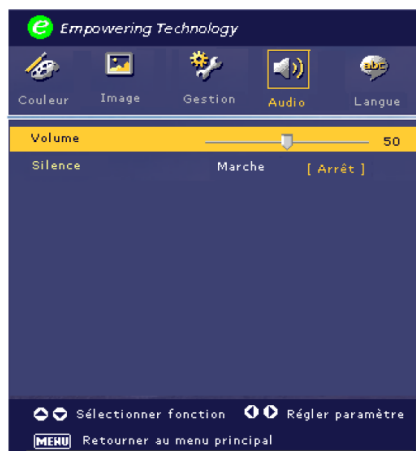 e Empowering Technology
Couleur Image Gestion Audio abc Langue
Volume 50
Silence Marche [ Arrêt ]
Sélectionner fonction Régler paramètre
MENU Retourner au menu principal